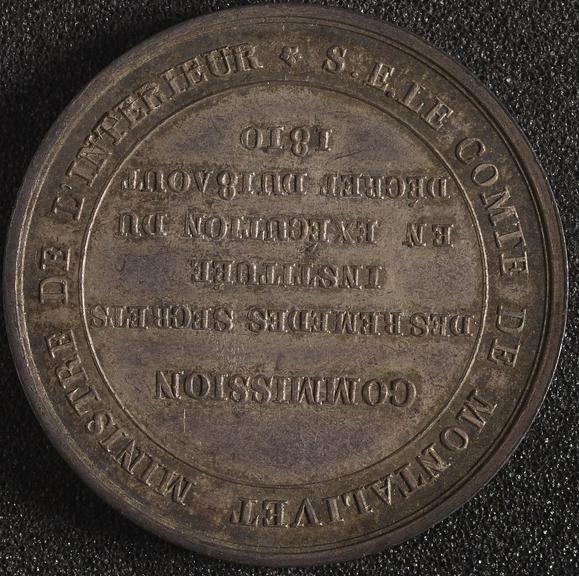 S. E. LE COMTE DE MONTALIVET MINISTRE DE L'INTERIEUR
COMMISSION
DES REMEDES SECRETS
INSTITUÉE
EN EXECUTION DU
DÉCRET DU 18 AOUT
1810